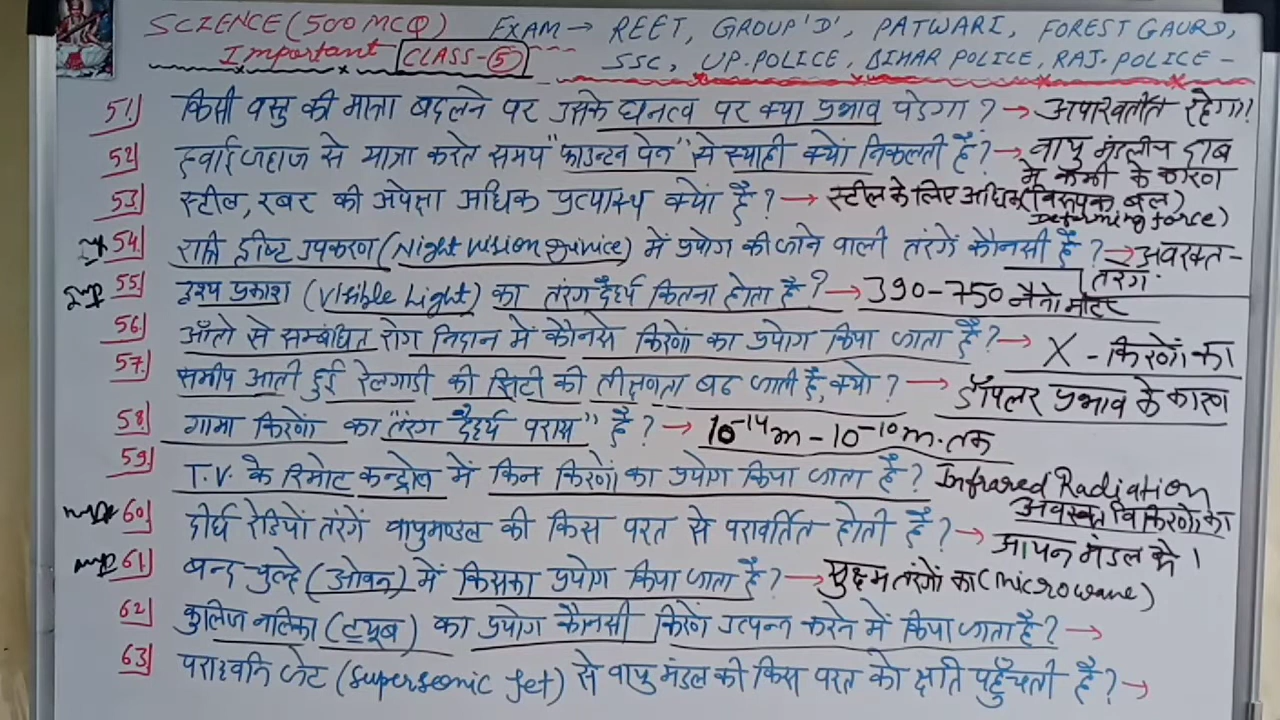 SCIENCE (500 MCQ) EXAM → REET, GROUP 'D', PATWARI, FOREST GAURD,
Important CLASS-5 SSC, UP.POLICE, BIHAR POLICE, RAJ.POLICE -
51) किसी वस्तु की मात्रा बदलने पर उसके घनत्व पर क्या प्रभाव पडेगा ? → अपरिवर्तीत रहेगा।
52) हवाई जहाज से यात्रा करते समय "फाउन्टन पेन" से स्याही क्यों निकलती है? → वायु मंडलीय दाब
में कमी के कारण
53) स्टील, रबर की अपेक्षा अधिक प्रत्यास्थ क्यों है ? → स्टील के लिए अधिक (विरूपक बल)
Deforming force)
54) रात्री द्रीष्ट उपकरण (Night vision device) में प्रयोग की जाने वाली तरंगें कौनसी है ? → अवरक्त -
तरंग.
Imp 55) दृश्य प्रकाश (Visible Light) का तरंग दैर्ध्य कितना होता है ? → 390-750 नैनो मीटर
56.) आँतो से सम्बंधित रोग निदान में कौनसे किरणों का प्रयोग किया जाता है ? → X - किरणों का
57.) समीप आती हुई रेलगाडी की सिटी की तीक्ष्णता बढ जाती है, क्यो ? → डॉपलर प्रभाव के कारण
58.) गामा किरणों का "तरंग दैर्ध्य परास" है ? → 10⁻¹⁴m - 10⁻¹⁰m. तक
59.) T.V. के रिमोट कन्ट्रोल में किन किरणों का प्रयोग किया जाता है ? Infrared Radiation
अवरक्त विकिरणों का
60) दीर्घ रेडियों तरंगें वायुमण्डल की किस परत से परावर्तित होती है ? → आयन मंडल से।
Imp 61) बन्द चुल्हे (ओवन) में किसका प्रयोग किया जाता है ? → सुक्ष्म तरंगों का (microwave)
62) कुलिज नलिका (ट्यूब) का प्रयोग कौनसी किरणें उत्पन्न करने में किया जाता है ? →
63) पराध्वनि जेट (Supersonic Jet) से वायु मंडल की किस परत को क्षति पहुँचती है ? →